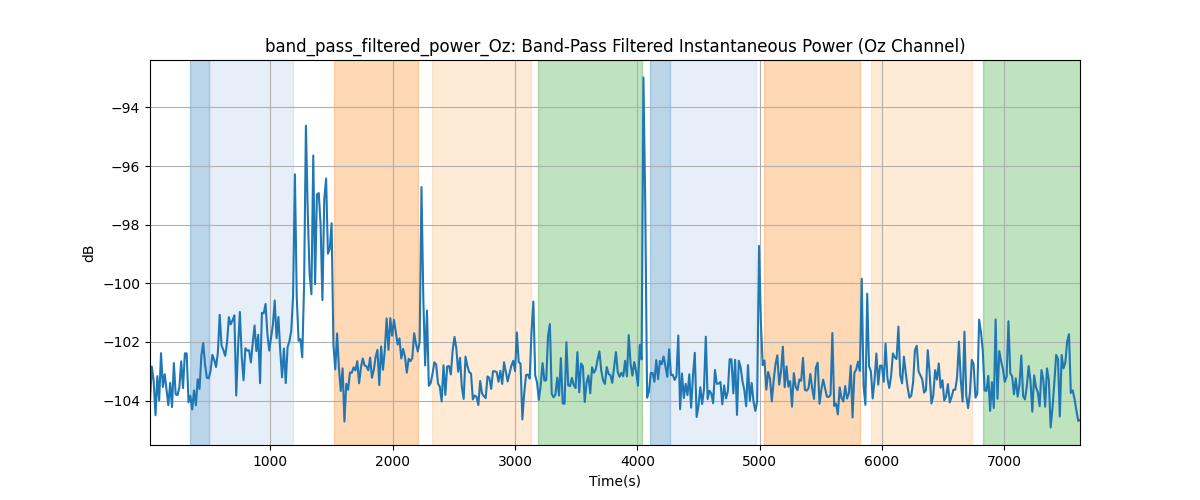 band_pass_filtered_power_Oz: Band-Pass Filtered Instantaneous Power (Oz Channel)
dB
−94
−96
−98
−100
−102
−104
1000 2000 3000 4000 5000 6000 7000
Time(s)